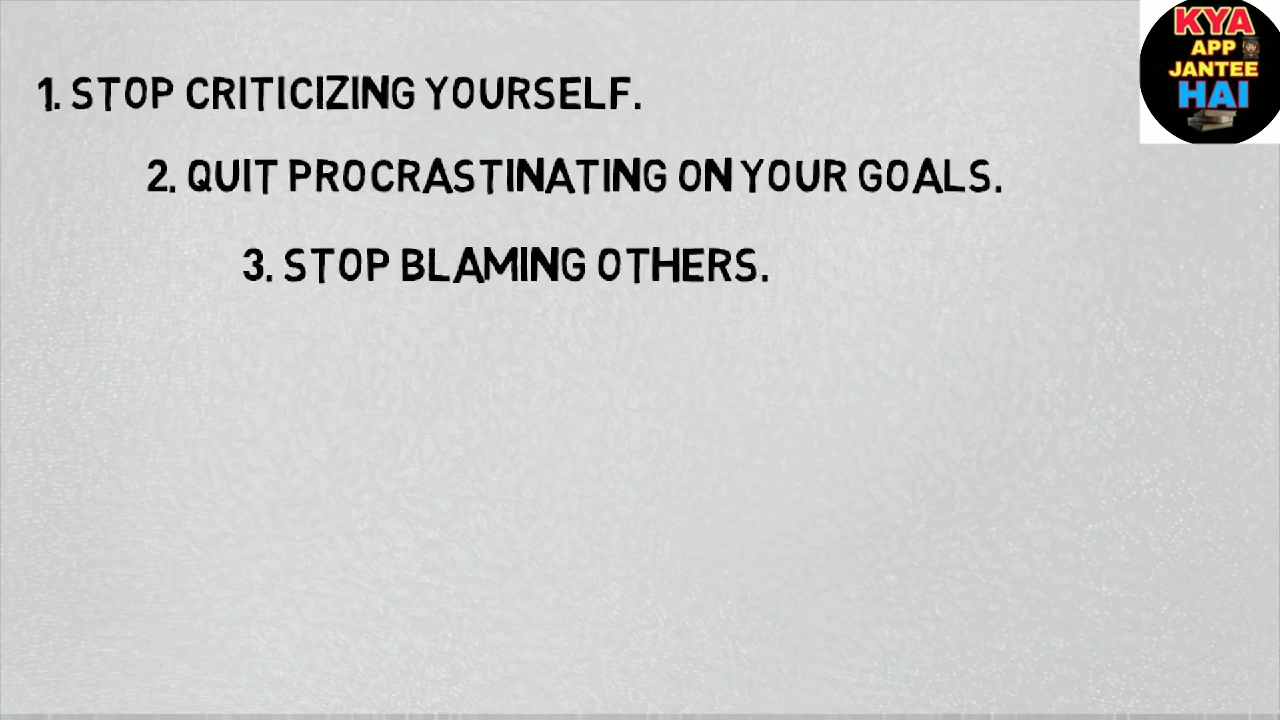 1. STOP CRITICIZING YOURSELF.
2. QUIT PROCRASTINATING ON YOUR GOALS.
3. STOP BLAMING OTHERS.
KYA
APP
JANTEE
HAI